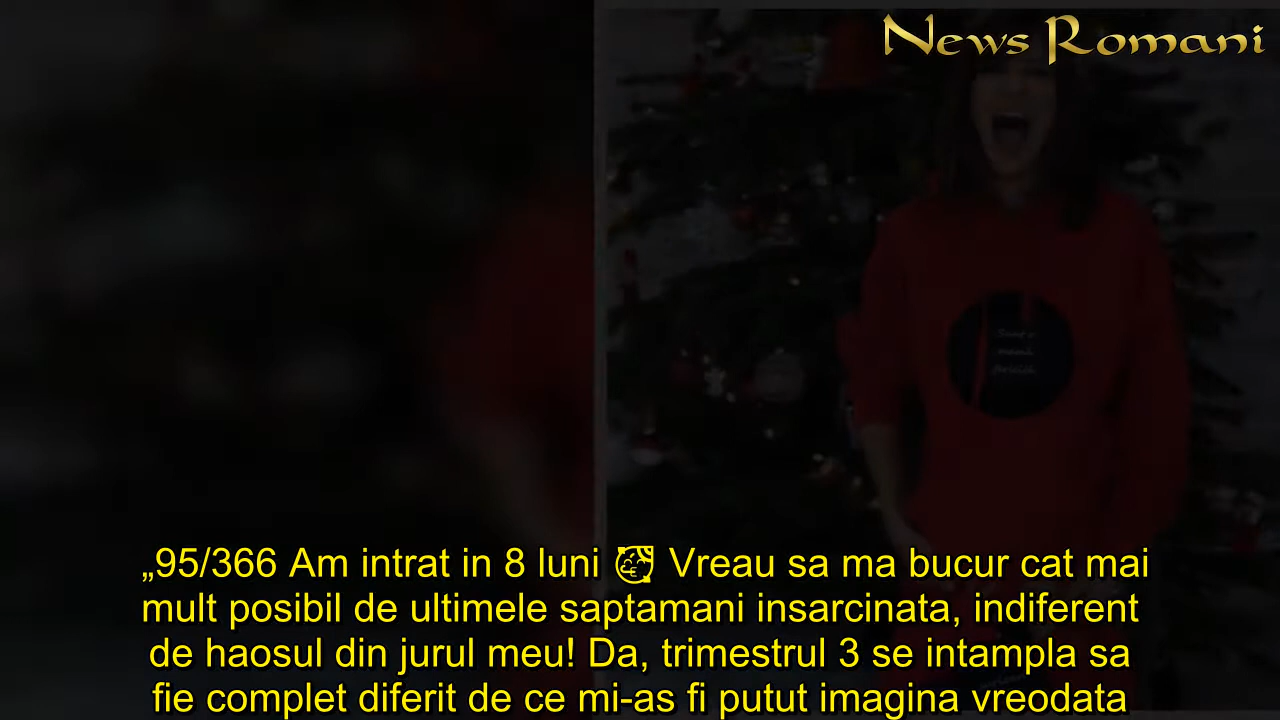 News Romani
„95/366 Am intrat in 8 luni 🥳 Vreau sa ma bucur cat mai
mult posibil de ultimele saptamani insarcinata, indiferent
de haosul din jurul meu! Da, trimestrul 3 se intampla sa
fie complet diferit de ce mi-as fi putut imagina vreodata